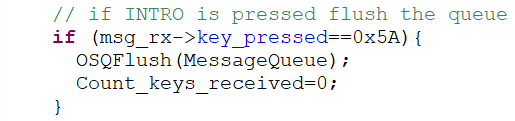 // if INTRO is pressed flush the queue
if (msg_rx->key_pressed==0x5A){
OSQFlush(MessageQueue);
Count_keys_received=0;
}